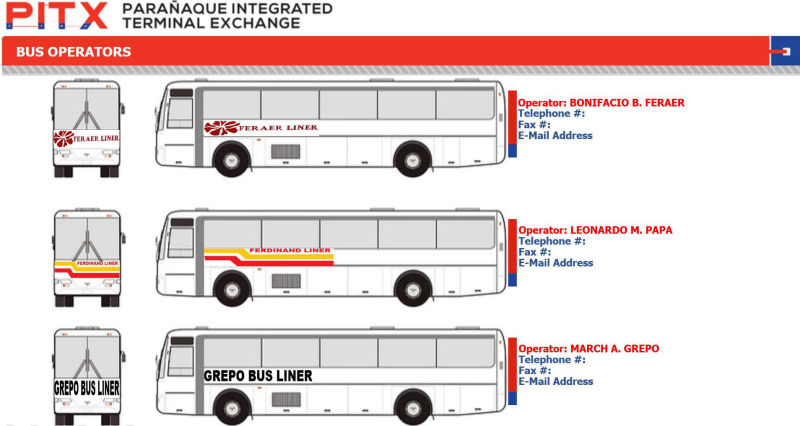 PITX
PARAÑAQUE INTEGRATED
TERMINAL EXCHANGE
BUS OPERATORS
FERAER LINER
FERAER LINER
Operator: BONIFACIO B. FERAER
Telephone #:
Fax #:
E-Mail Address
FERDINAND LINER
FERDINAND LINER
Operator: LEONARDO M. PAPA
Telephone #:
Fax #:
E-Mail Address
GREPO BUS LINER
GREPO BUS LINER
Operator: MARCH A. GREPO
Telephone #:
Fax #:
E-Mail Address